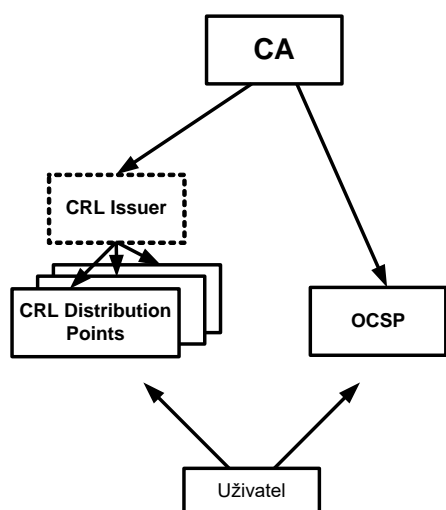 CA
CRL Issuer
CRL Distribution
Points
OCSP
Uživatel